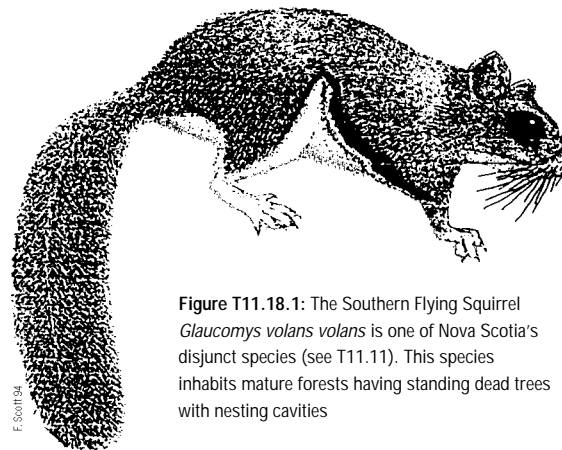 Figure T11.18.1: The Southern Flying Squirrel
Glaucomys volans volans is one of Nova Scotia's
disjunct species (see T11.11). This species
inhabits mature forests having standing dead trees
with nesting cavities
F. Scott 94